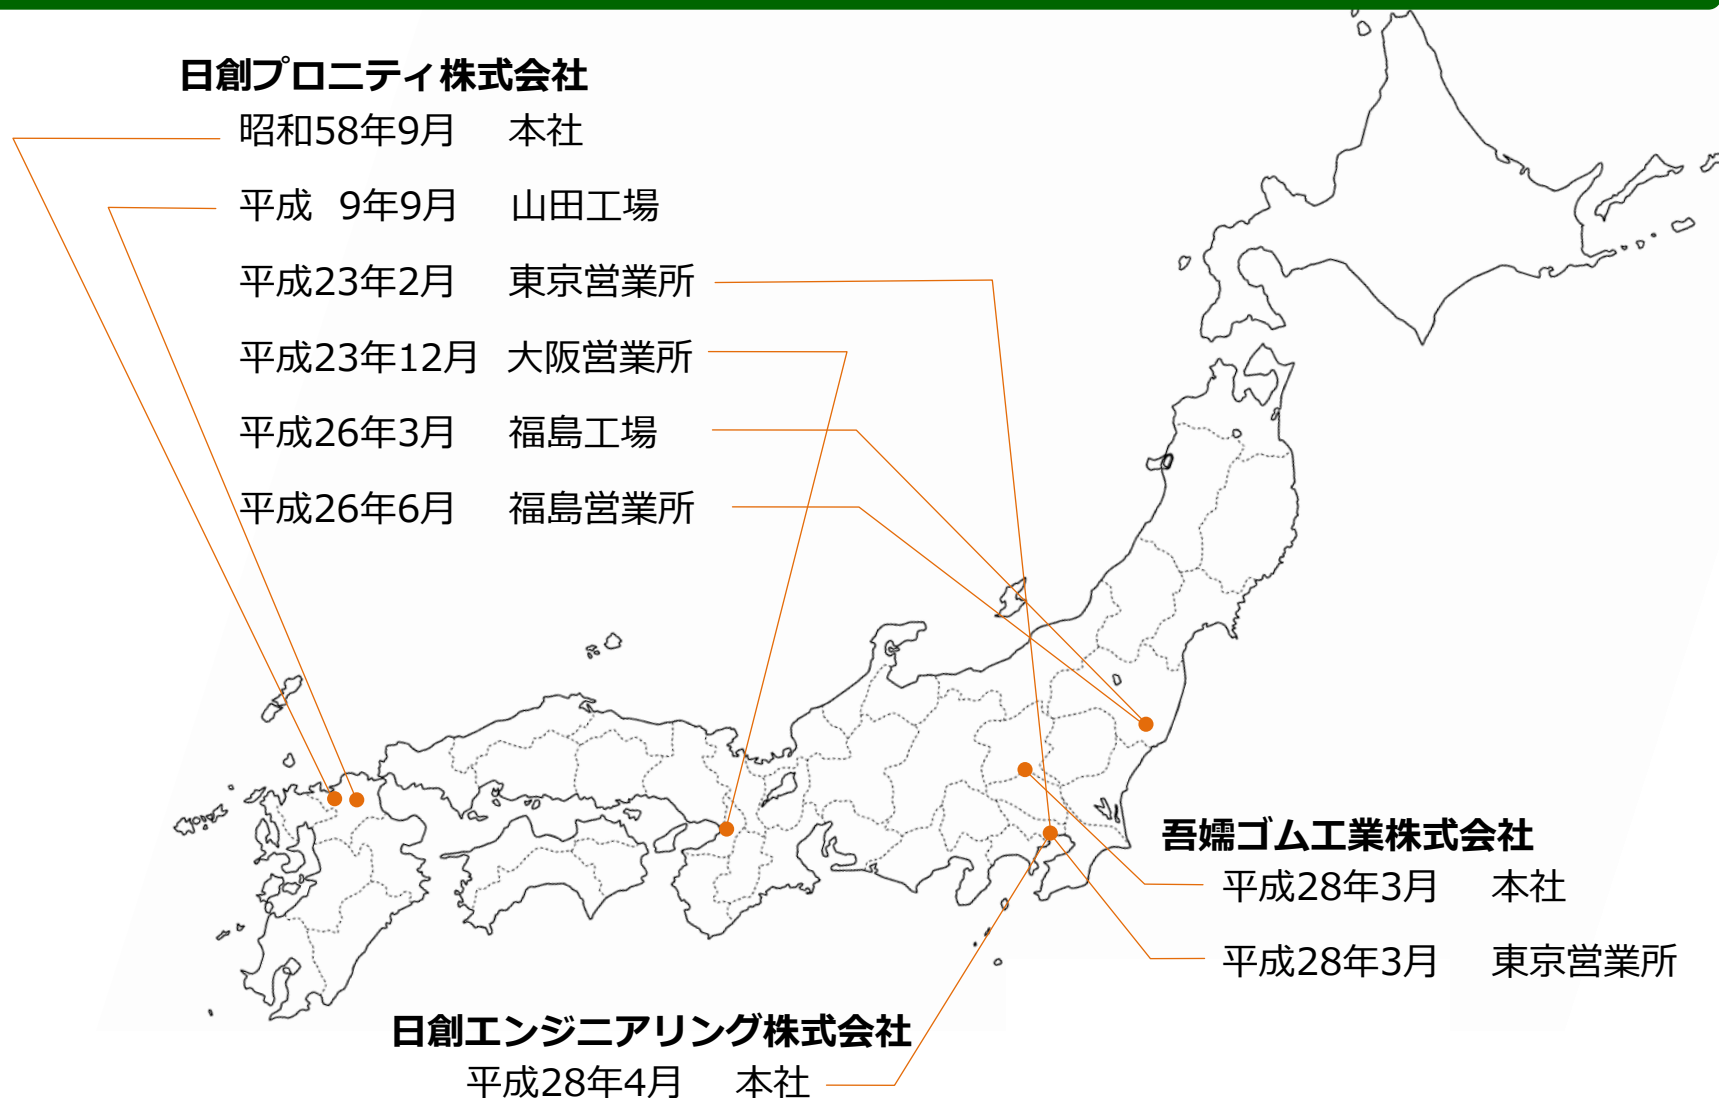 日創プロニティ株式会社
昭和58年9月 本社
平成 9年9月 山田工場
平成23年2月 東京営業所
平成23年12月 大阪営業所
平成26年3月 福島工場
平成26年6月 福島営業所
吾嬬ゴム工業株式会社
平成28年3月 本社
平成28年3月 東京営業所
日創エンジニアリング株式会社
平成28年4月 本社